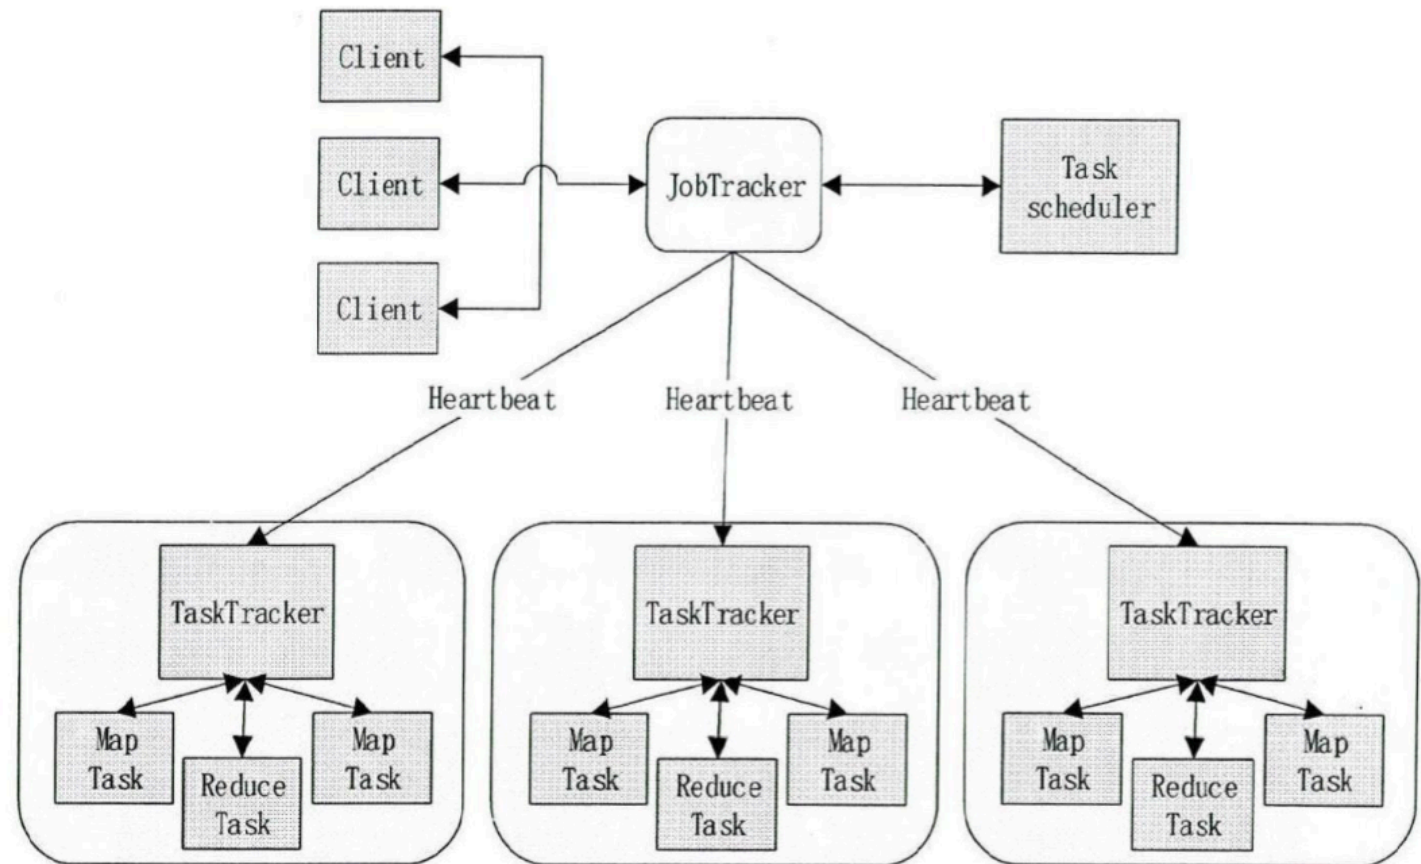 Client
Client
Client
JobTracker
Task
scheduler
Heartbeat
Heartbeat
Heartbeat
TaskTracker
Map
Task
Reduce
Task
Map
Task
TaskTracker
Map
Task
Reduce
Task
Map
Task
TaskTracker
Map
Task
Reduce
Task
Map
Task